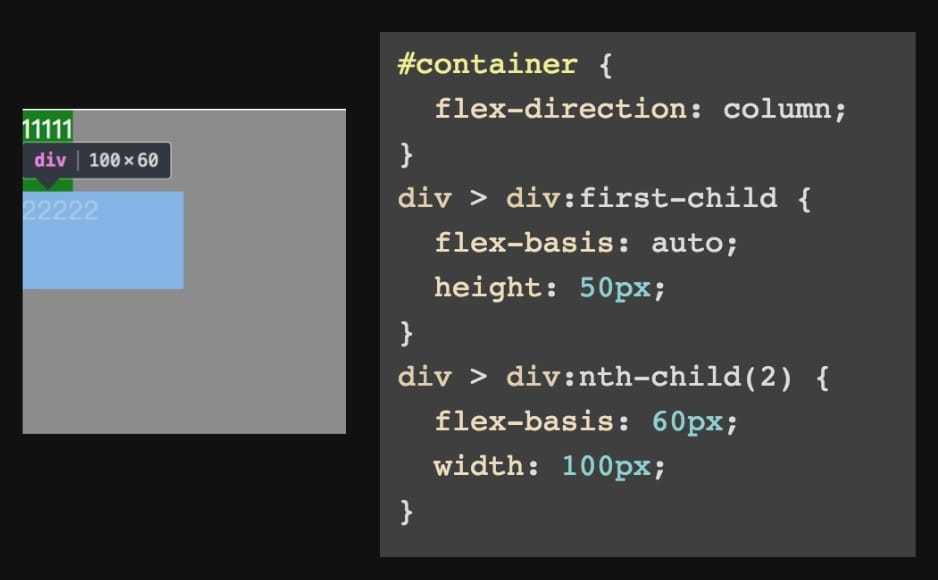 11111
div | 100×60
22222
#container {
  flex-direction: column;
}
div > div:first-child {
  flex-basis: auto;
  height: 50px;
}
div > div:nth-child(2) {
  flex-basis: 60px;
  width: 100px;
}